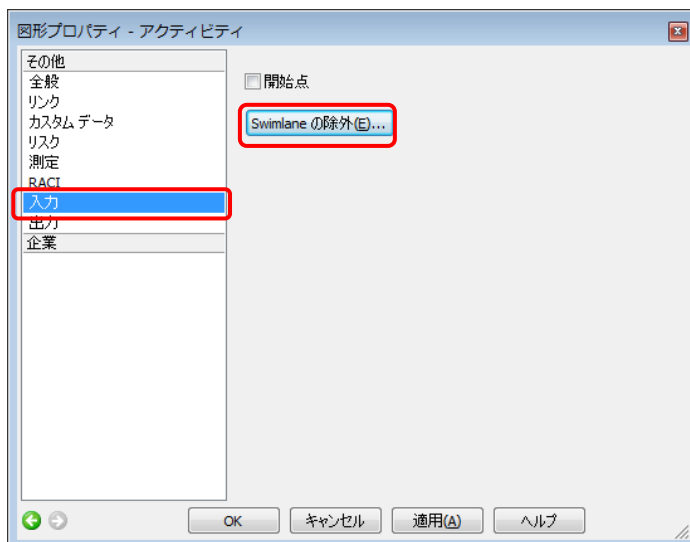 図形プロパティ - アクティビティ
その他
全般
リンク
カスタム データ
リスク
測定
RACI
入力
出力
企業
開始点
Swimlane の除外(E)...
OK
キャンセル
適用(A)
ヘルプ